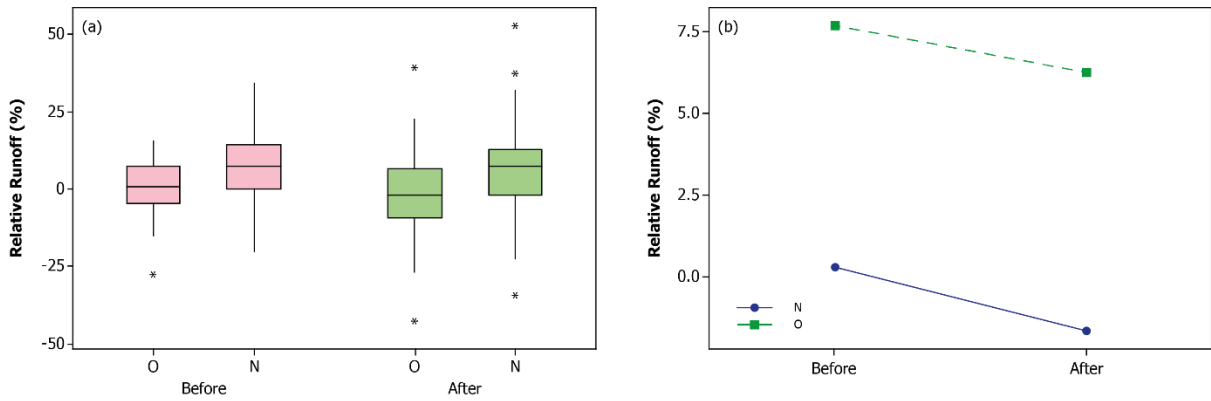 (a)
Relative Runoff (%)
50
25
0
-25
-50
*
*
*
*
*
*
O N O N
Before After
(b)
Relative Runoff (%)
7.5
5.0
2.5
0.0
N
O
Before After